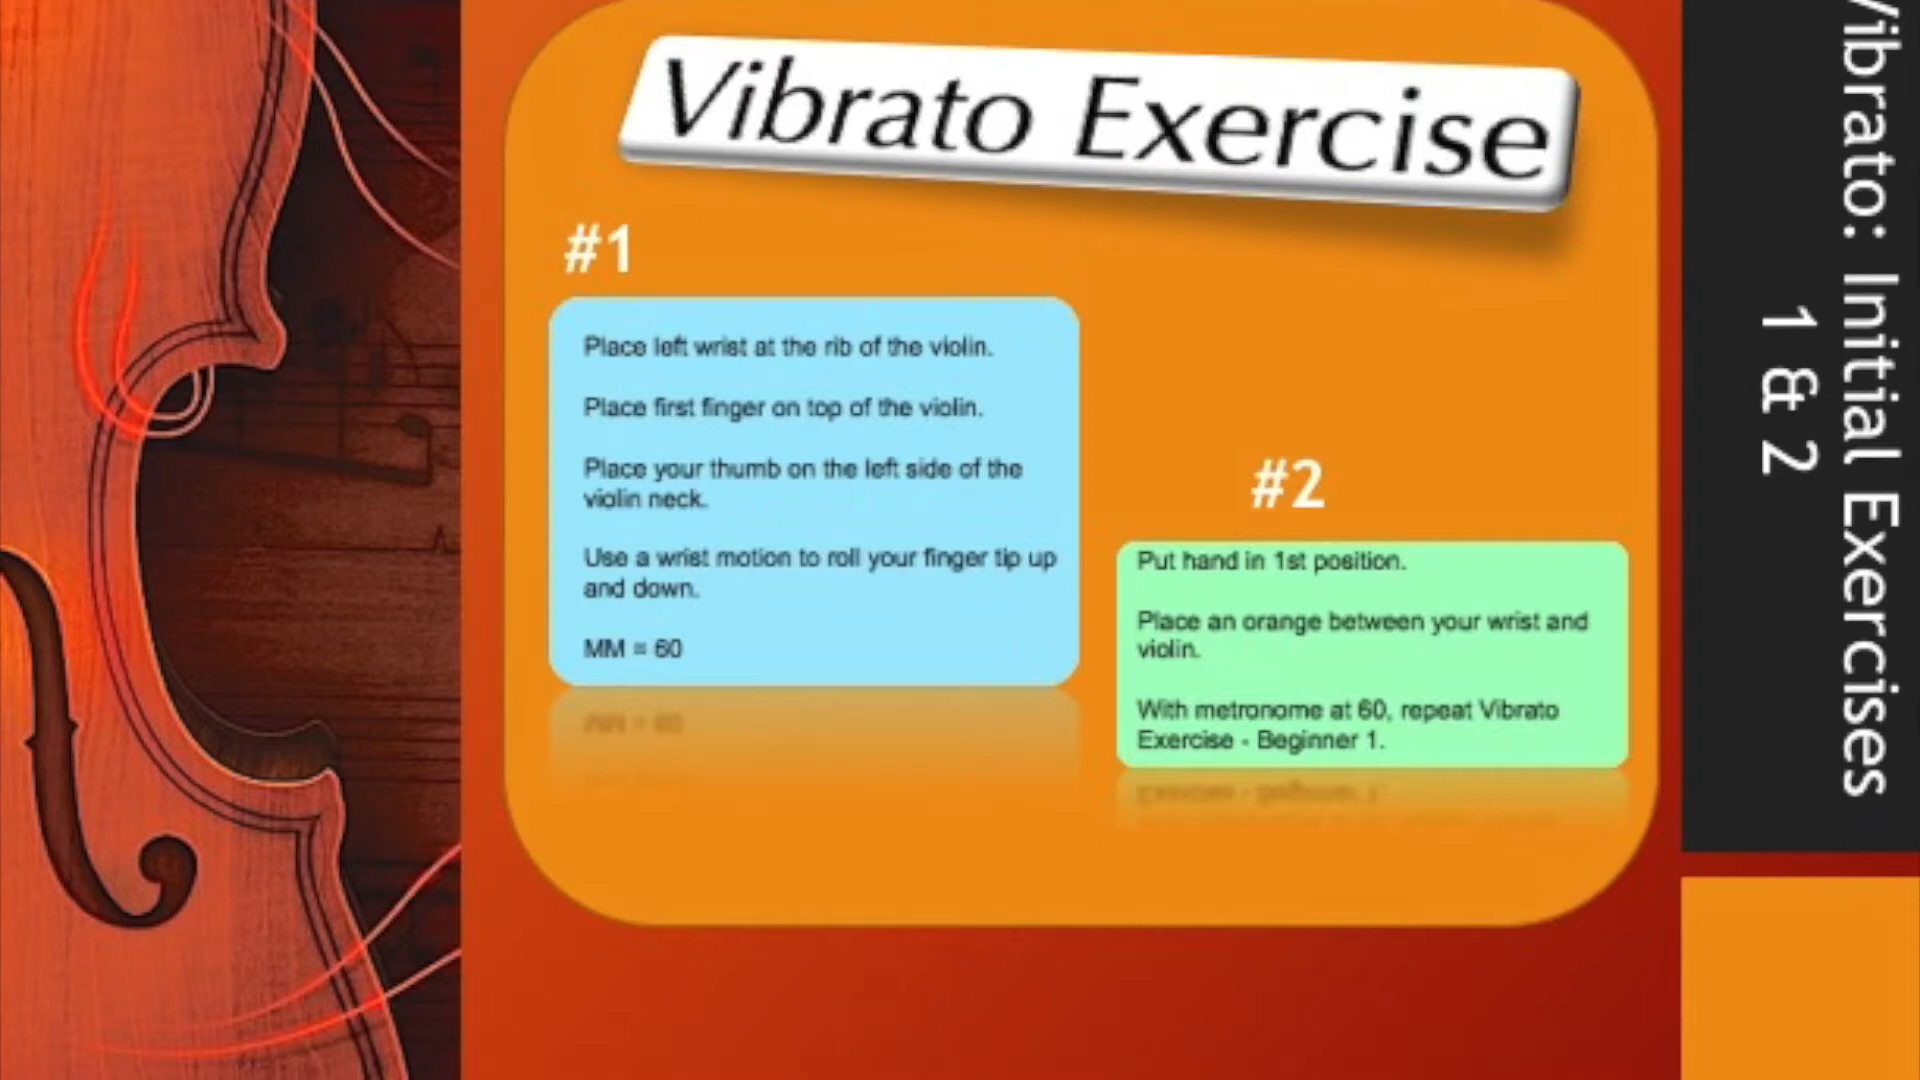 Vibrato Exercise
#1
Place left wrist at the rib of the violin.
Place first finger on top of the violin.
Place your thumb on the left side of the
violin neck.
Use a wrist motion to roll your finger tip up
and down.
MM = 60
#2
Put hand in 1st position.
Place an orange between your wrist and
violin.
With metronome at 60, repeat Vibrato
Exercise - Beginner 1.
Vibrato: Initial Exercises
1 & 2